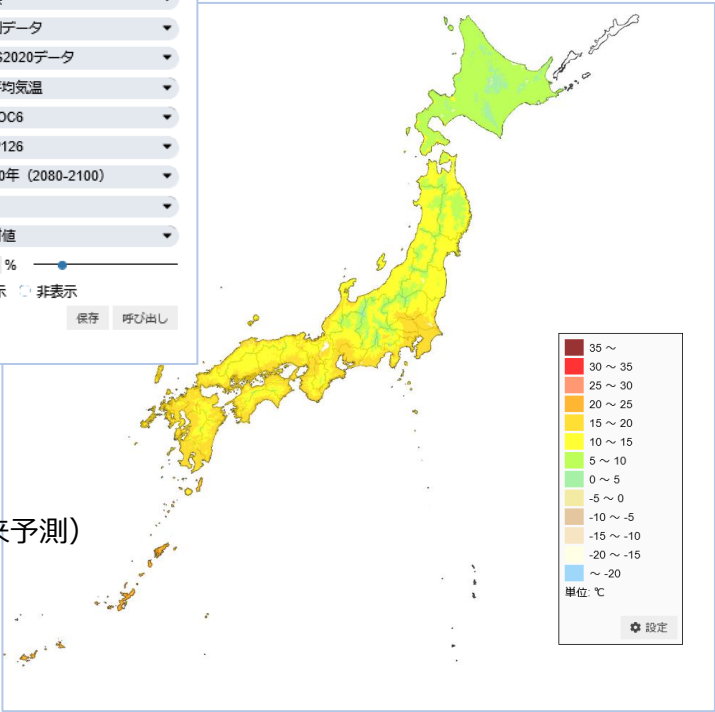 データ
S2020データ
均気温
OC6
126
0年（2080-2100）
値
%
示 非表示
保存 呼び出し
来予測）
35 ～
30 ～ 35
25 ～ 30
20 ～ 25
15 ～ 20
10 ～ 15
5 ～ 10
0 ～ 5
-5 ～ 0
-10 ～ -5
-15 ～ -10
-20 ～ -15
～ -20
単位: ℃
設定